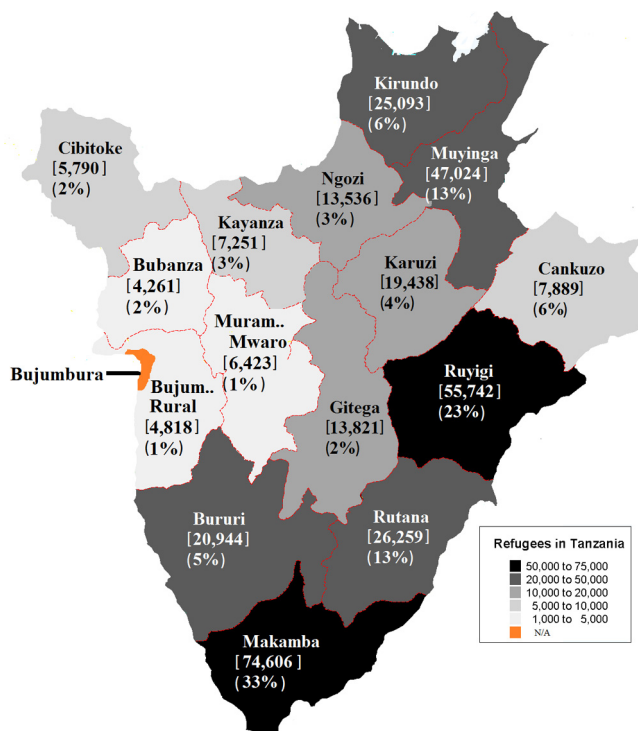 Kirundo
[25,093]
(6%)
Cibitoke
[5,790]
(2%)
Ngozi
[13,536]
(3%)
Muyinga
[47,024]
(13%)
Kayanza
[7,251]
(3%)
Bubanza
[4,261]
(2%)
Karuzi
[19,438]
(4%)
Cankuzo
[7,889]
(6%)
Muram..
Mwaro
[6,423]
(1%)
Bujumbura
Bujum..
Rural
[4,818]
(1%)
Ruyigi
[55,742]
(23%)
Gitega
[13,821]
(2%)
Bururi
[20,944]
(5%)
Rutana
[26,259]
(13%)
Makamba
[74,606]
(33%)
Refugees in Tanzania
50,000 to 75,000
20,000 to 50,000
10,000 to 20,000
5,000 to 10,000
1,000 to 5,000
N/A